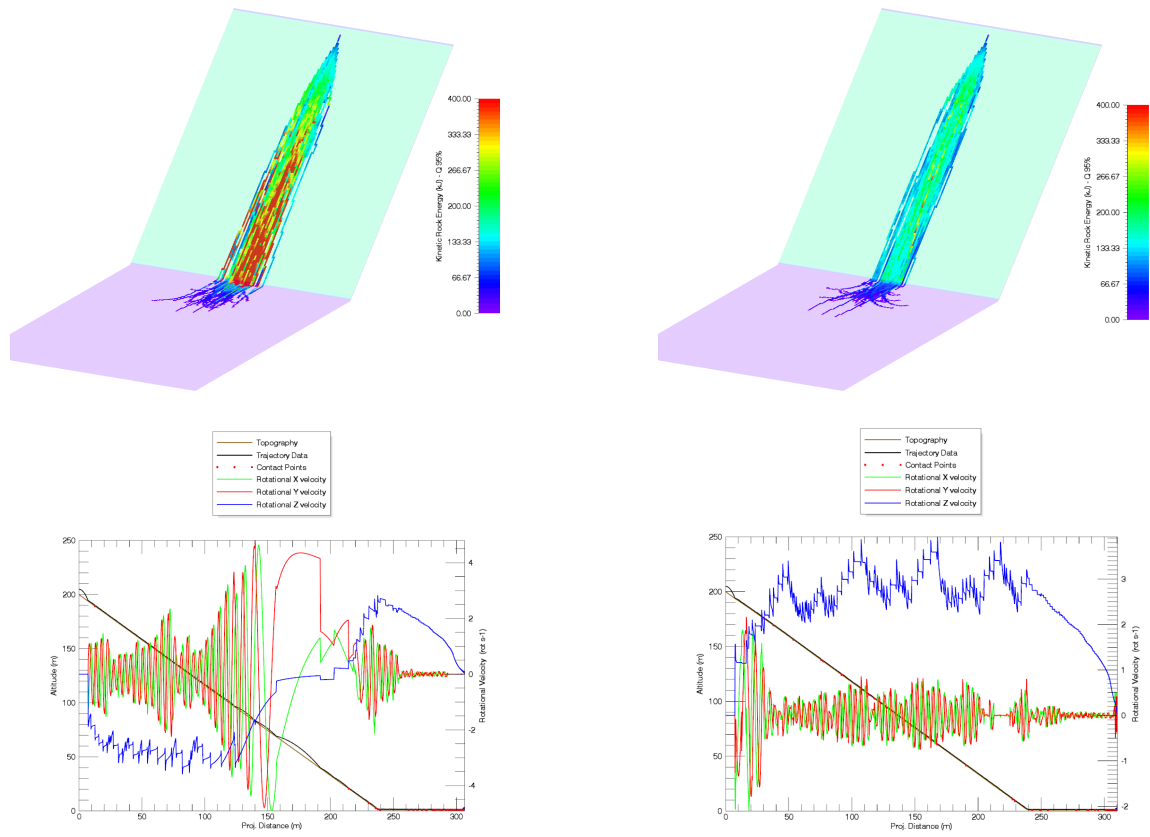 400.00
333.33
266.67
200.00
133.33
66.67
0.00
Kinetic Rock Energy (kJ) - Q 95%
400.00
333.33
266.67
200.00
133.33
66.67
0.00
Kinetic Rock Energy (kJ) - Q 95%
Topography
Trajectory Data
Contact Points
Rotational X velocity
Rotational Y velocity
Rotational Z velocity
Topography
Trajectory Data
Contact Points
Rotational X velocity
Rotational Y velocity
Rotational Z velocity
250
200
150
100
50
0
Altitude (m)
0 50 100 150 200 250 300
Proj. Distance (m)
4
2
0
-2
-4
Rotational Velocity (rot s-1)
250
200
150
100
50
0
Altitude (m)
0 50 100 150 200 250 300
Proj. Distance (m)
3
2
1
0
-1
-2
Rotational Velocity (rot s-1)